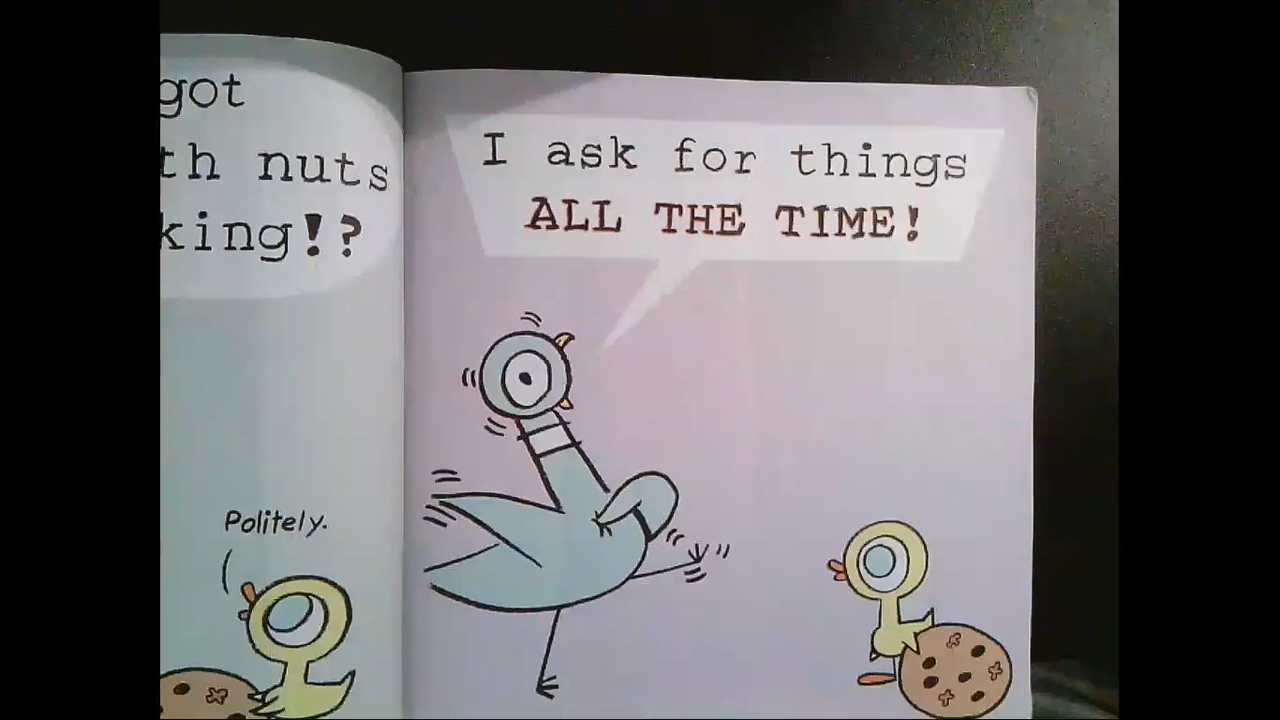 got
th nuts
king!?
Politely.
I ask for things
ALL THE TIME!